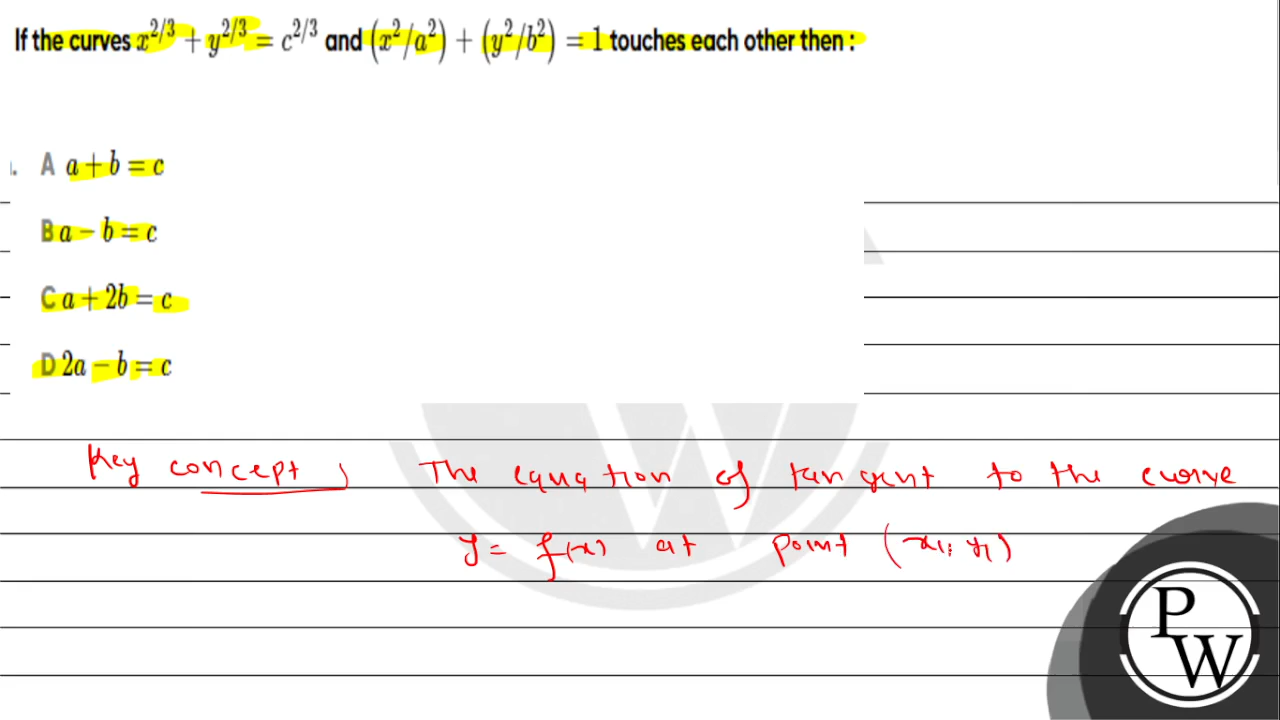 If the curves x^{2/3} + y^{2/3} = c^{2/3} and (x^2/a^2) + (y^2/b^2) = 1 touches each other then :
A a + b = c
B a − b = c
C a + 2b = c
D 2a − b = c
Key concept, The equation of tangent to the curve
y = f(x) at point (x1, y1)
P
W